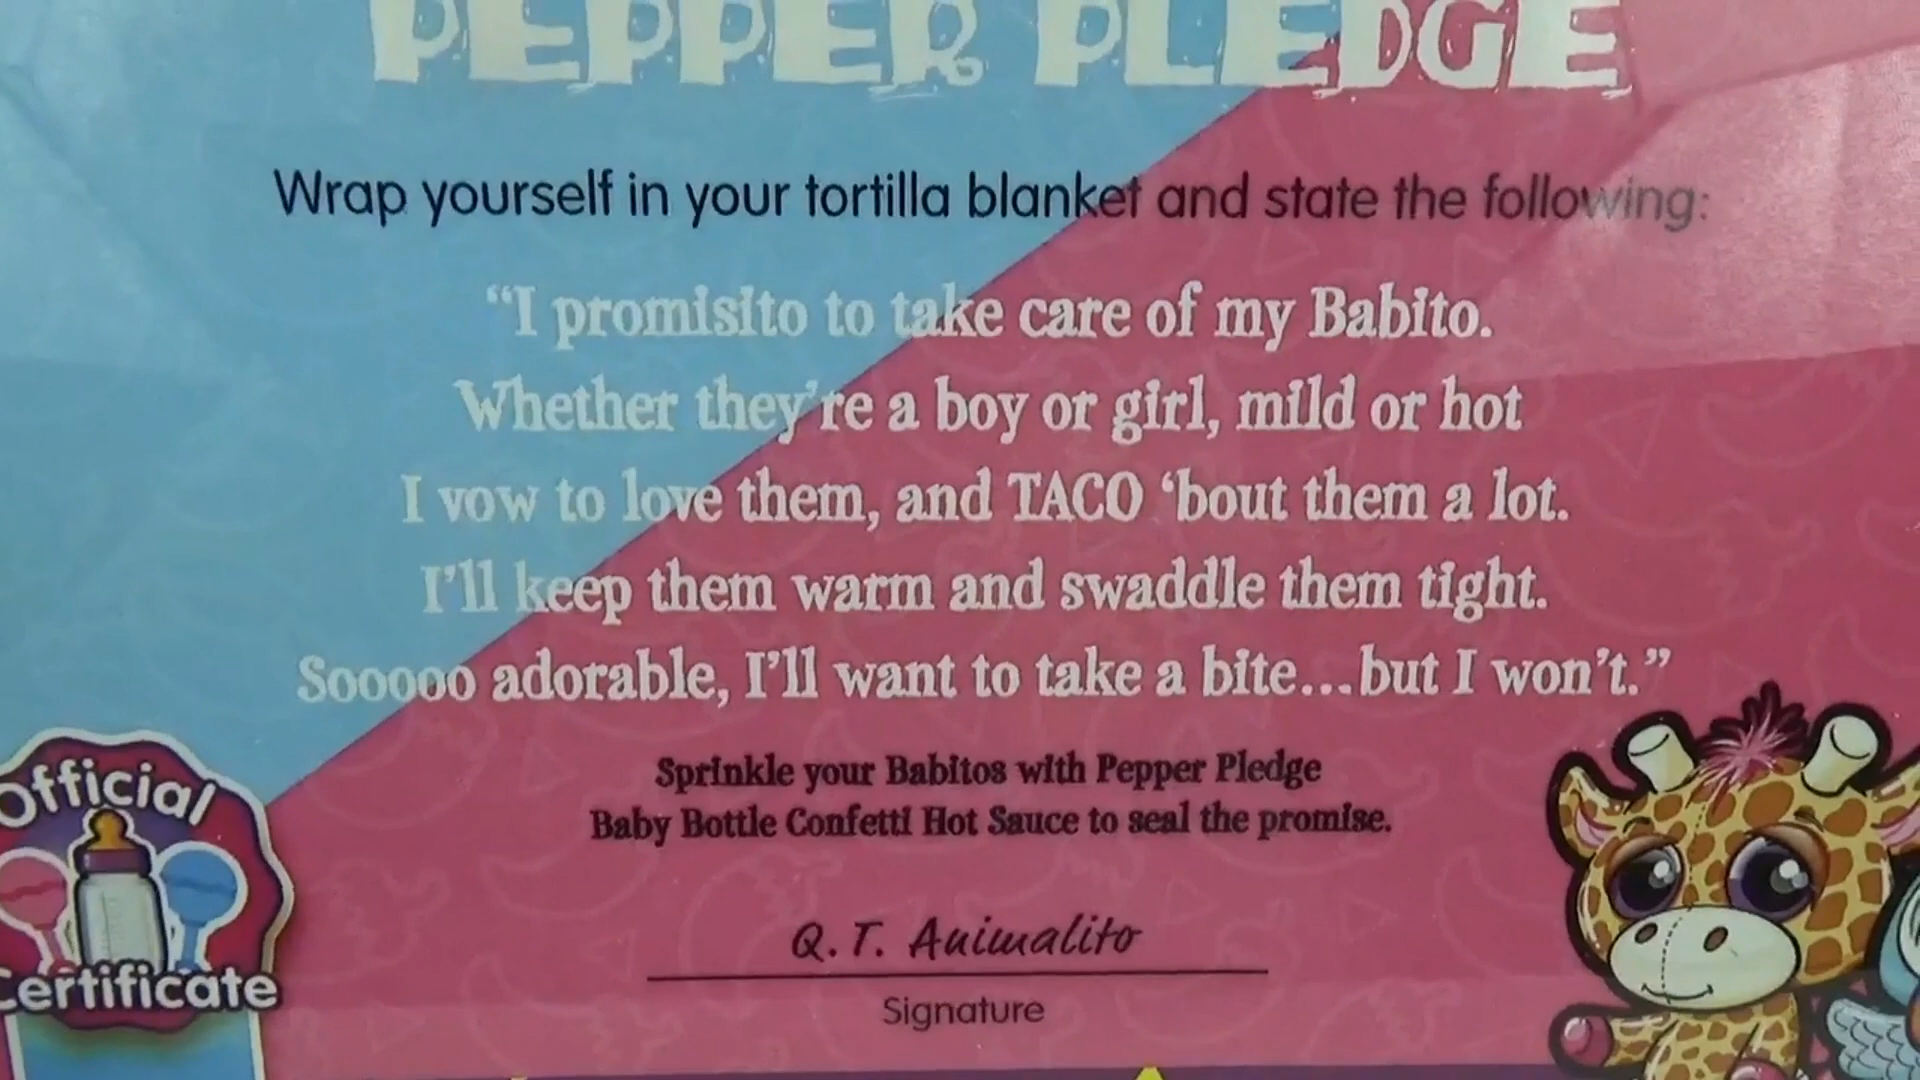 PEPPER PLEDGE
Wrap yourself in your tortilla blanket and state the following:
“I promisito to take care of my Babito.
Whether they’re a boy or girl, mild or hot
I vow to love them, and TACO ‘bout them a lot.
I’ll keep them warm and swaddle them tight.
Sooooo adorable, I’ll want to take a bite...but I won’t.”
Sprinkle your Babitos with Pepper Pledge
Baby Bottle Confetti Hot Sauce to seal the promise.
Official
Certificate
Q. T. Animalito
Signature